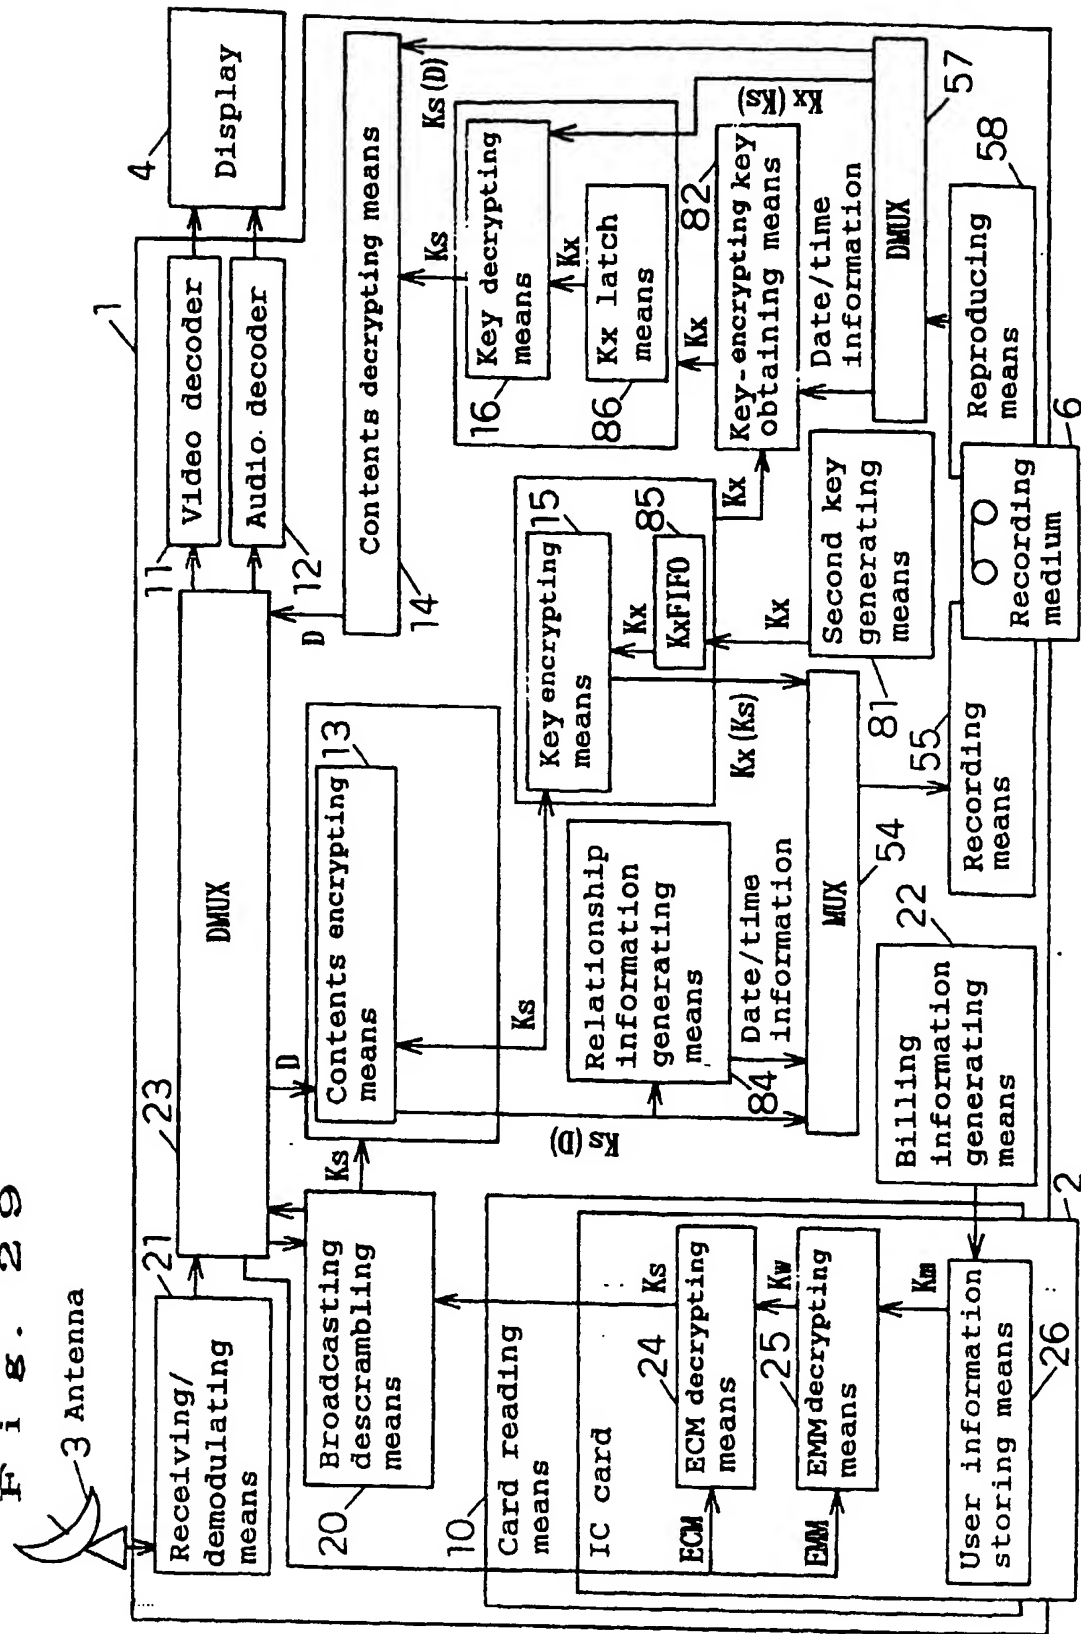 Fig. 29
3 Antenna
21
Receiving/
demodulating
means
23
DMUX
11
Video decoder
12
Audio decoder
4
Display
1
20
Broadcasting
descrambling
means
Ks
D
13
Contents encrypting
means
D
14
Contents decrypting means
Ks
Ks(D)
Ks(D)
Ks
15
Key encrypting
means
Kx
85
KxFIFO
Kx
Kx
Kx(Ks)
16
Key decrypting
means
Kx
86
Kx latch
means
Kx
Kx(Ks)
82
Key-encrypting key
obtaining means
Date/time
information
DMUX
57
10
Card reading
means
IC card
ECM
24
ECM decrypting
means
Ks
Kw
EMM
25
EMM decrypting
means
Km
User information
storing means
26
2
Relationship
information
generating
means
84
Date/time
information
MUX
54
81
Second key
generating
means
22
Billing
information
generating
means
55
Recording
means
Recording
medium
6
Reproducing
means
58